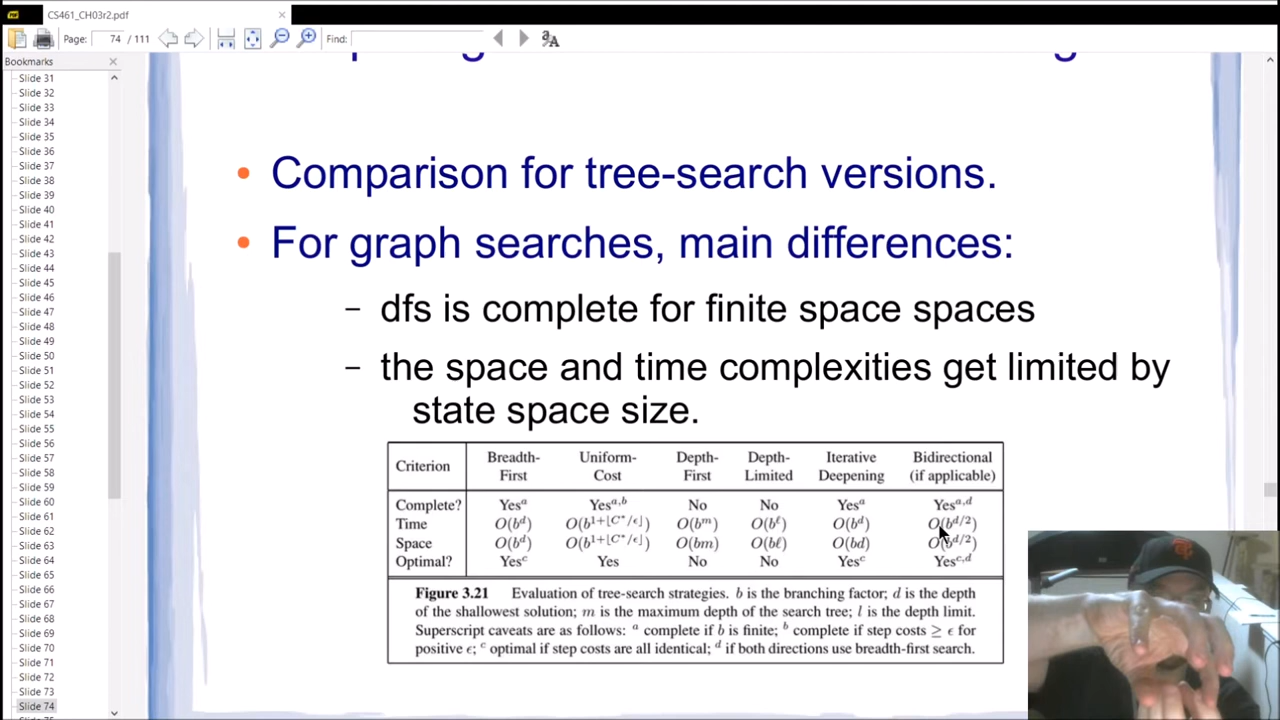 CS461_CH03r2.pdf
Page: 74 / 111 Find:
Bookmarks
Slide 31
Slide 32
Slide 33
Slide 34
Slide 35
Slide 36
Slide 37
Slide 38
Slide 39
Slide 40
Slide 41
Slide 42
Slide 43
Slide 44
Slide 45
Slide 46
Slide 47
Slide 48
Slide 49
Slide 50
Slide 51
Slide 52
Slide 53
Slide 54
Slide 55
Slide 56
Slide 57
Slide 58
Slide 59
Slide 60
Slide 61
Slide 62
Slide 63
Slide 64
Slide 65
Slide 66
Slide 67
Slide 68
Slide 69
Slide 70
Slide 71
Slide 72
Slide 73
Slide 74
• Comparison for tree-search versions.
• For graph searches, main differences:
– dfs is complete for finite space spaces
– the space and time complexities get limited by
state space size.
Criterion Breadth-First Uniform-Cost Depth-First Depth-Limited Iterative Deepening Bidirectional (if applicable)
Complete? Yesᵃ Yesᵃ,ᵇ No No Yesᵃ Yesᵃ,ᵈ
Time O(b^d) O(b^{1+⌊C*/ϵ⌋}) O(b^m) O(b^ℓ) O(b^d) O(b^{d/2})
Space O(b^d) O(b^{1+⌊C*/ϵ⌋}) O(bm) O(bℓ) O(bd) O(b^{d/2})
Optimal? Yesᶜ Yes No No Yesᶜ Yesᶜ,ᵈ
Figure 3.21 Evaluation of tree-search strategies. b is the branching factor; d is the depth
of the shallowest solution; m is the maximum depth of the search tree; l is the depth limit.
Superscript caveats are as follows: ᵃ complete if b is finite; ᵇ complete if step costs ≥ ϵ for
positive ϵ; ᶜ optimal if step costs are all identical; ᵈ if both directions use breadth-first search.